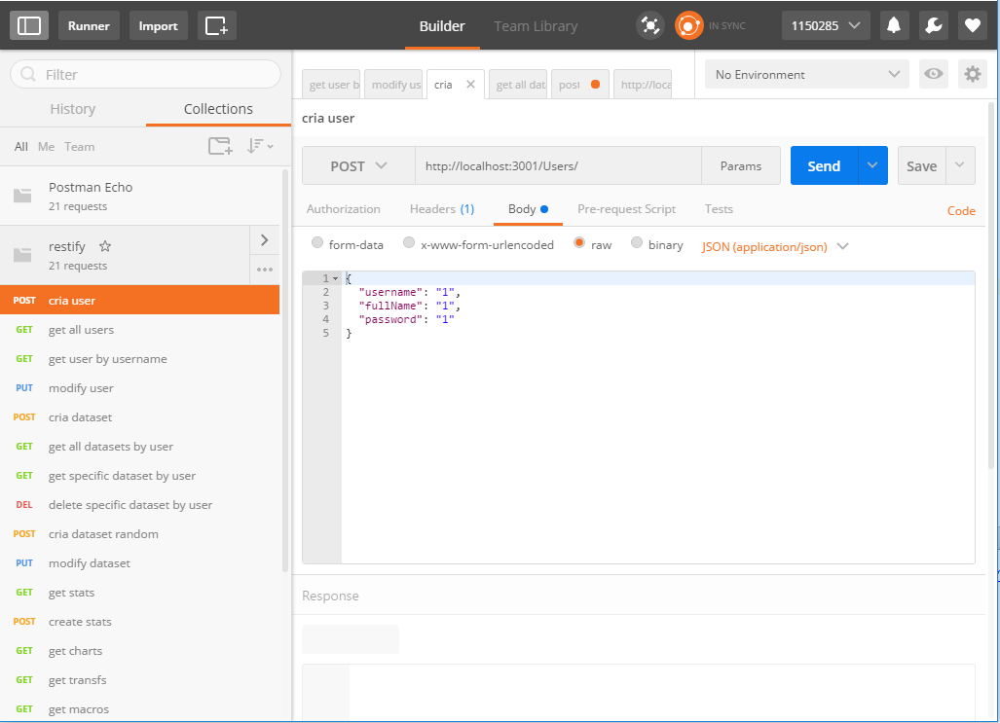 Runner Import Builder Team Library IN SYNC 1150285
Filter
History Collections
All Me Team
Postman Echo
21 requests
restify
21 requests
POST cria user
GET get all users
GET get user by username
PUT modify user
POST cria dataset
GET get all datasets by user
GET get specific dataset by user
DEL delete specific dataset by user
POST cria dataset random
PUT modify dataset
GET get stats
POST create stats
GET get charts
GET get transfs
GET get macros
get user b modify us cria get all dat post http://loca No Environment
cria user
POST http://localhost:3001/Users/ Params Send Save
Authorization Headers (1) Body Pre-request Script Tests Code
form-data x-www-form-urlencoded raw binary JSON (application/json)
1 {
2 "username": "1",
3 "fullName": "1",
4 "password": "1"
5 }
Response